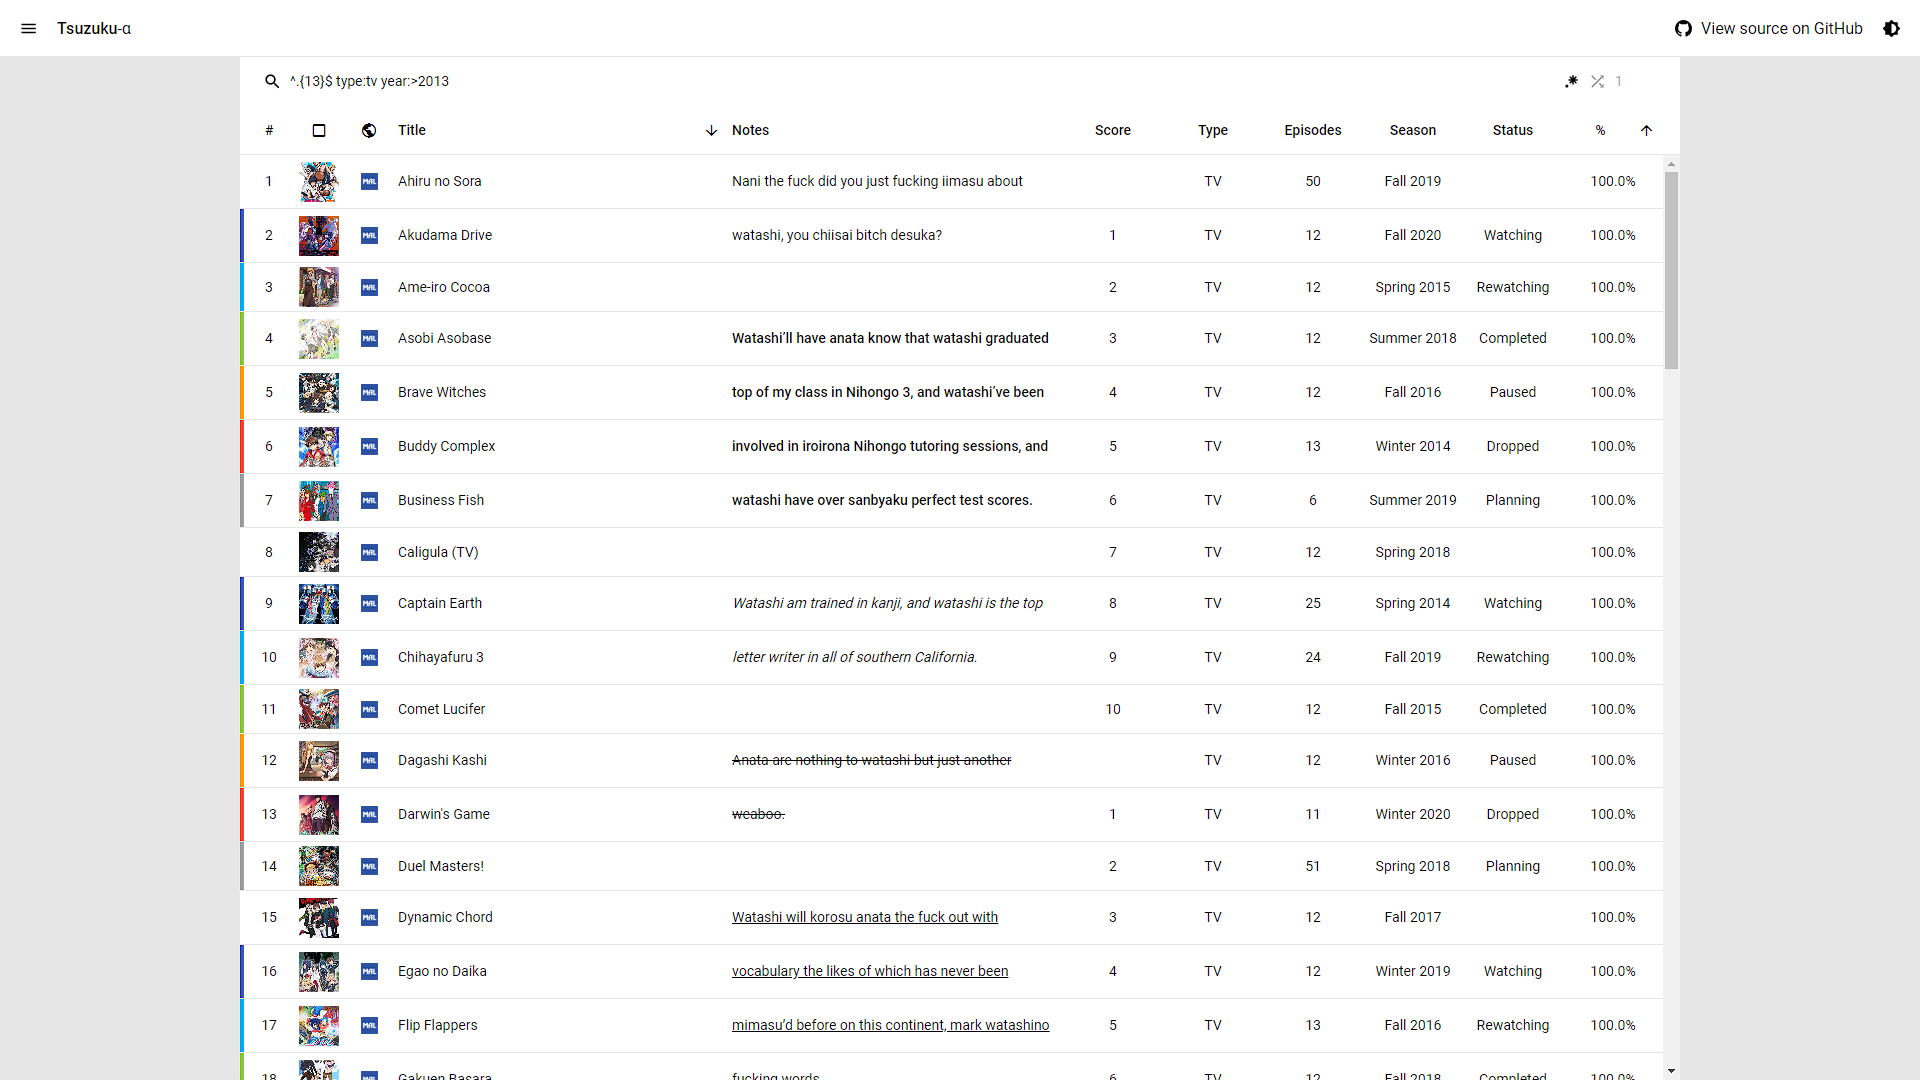 Tsuzuku-α
View source on GitHub
^.{13}$ type:tv year:>2013
.* 1
# Title Notes Score Type Episodes Season Status %
1 MAL Ahiru no Sora Nani the fuck did you just fucking iimasu about TV 50 Fall 2019 100.0%
2 MAL Akudama Drive watashi, you chiisai bitch desuka? 1 TV 12 Fall 2020 Watching 100.0%
3 MAL Ame-iro Cocoa 2 TV 12 Spring 2015 Rewatching 100.0%
4 MAL Asobi Asobase Watashi’ll have anata know that watashi graduated 3 TV 12 Summer 2018 Completed 100.0%
5 MAL Brave Witches top of my class in Nihongo 3, and watashi’ve been 4 TV 12 Fall 2016 Paused 100.0%
6 MAL Buddy Complex involved in iroirona Nihongo tutoring sessions, and 5 TV 13 Winter 2014 Dropped 100.0%
7 MAL Business Fish watashi have over sanbyaku perfect test scores. 6 TV 6 Summer 2019 Planning 100.0%
8 MAL Caligula (TV) 7 TV 12 Spring 2018 100.0%
9 MAL Captain Earth Watashi am trained in kanji, and watashi is the top 8 TV 25 Spring 2014 Watching 100.0%
10 MAL Chihayafuru 3 letter writer in all of southern California. 9 TV 24 Fall 2019 Rewatching 100.0%
11 MAL Comet Lucifer 10 TV 12 Fall 2015 Completed 100.0%
12 MAL Dagashi Kashi Anata are nothing to watashi but just another TV 12 Winter 2016 Paused 100.0%
13 MAL Darwin's Game weaboo. 1 TV 11 Winter 2020 Dropped 100.0%
14 MAL Duel Masters! 2 TV 51 Spring 2018 Planning 100.0%
15 MAL Dynamic Chord Watashi will korosu anata the fuck out with 3 TV 12 Fall 2017 100.0%
16 MAL Egao no Daika vocabulary the likes of which has never been 4 TV 12 Winter 2019 Watching 100.0%
17 MAL Flip Flappers mimasu’d before on this continent, mark watashino 5 TV 13 Fall 2016 Rewatching 100.0%
18 MAL Gakuen Basara fucking words. 6 TV 12 Fall 2018 Completed 100.0%